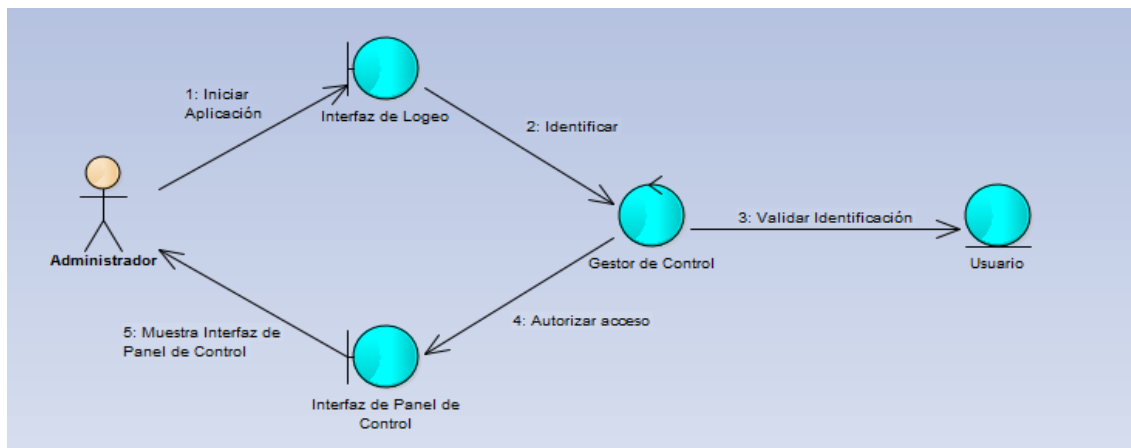 1: Iniciar
Aplicación
Interfaz de Logeo
2: Identificar
3: Validar Identificación
Administrador
Gestor de Control
Usuario
4: Autorizar acceso
5: Muestra Interfaz de
Panel de Control
Interfaz de Panel de
Control